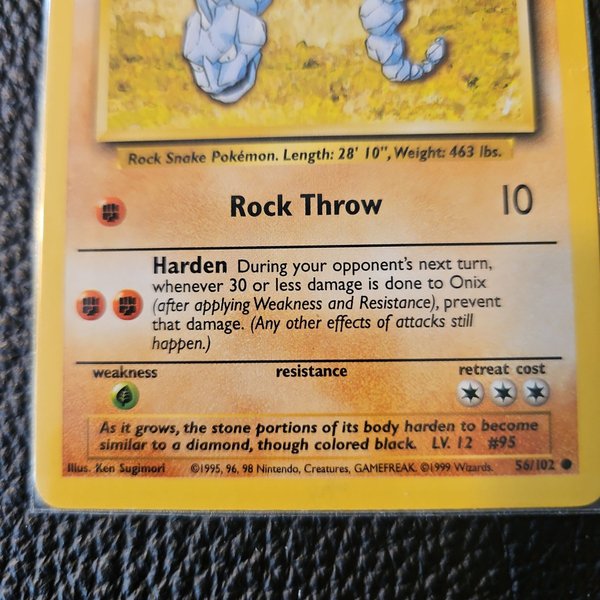 Rock Snake Pokémon. Length: 28' 10", Weight: 463 lbs.
Rock Throw 10
Harden During your opponent's next turn,
whenever 30 or less damage is done to Onix
(after applying Weakness and Resistance), prevent
that damage. (Any other effects of attacks still
happen.)
weakness resistance retreat cost
As it grows, the stone portions of its body harden to become
similar to a diamond, though colored black. LV. 12 #95
Illus. Ken Sugimori ©1995, 96, 98 Nintendo, Creatures, GAMEFREAK. ©1999 Wizards. 56/102